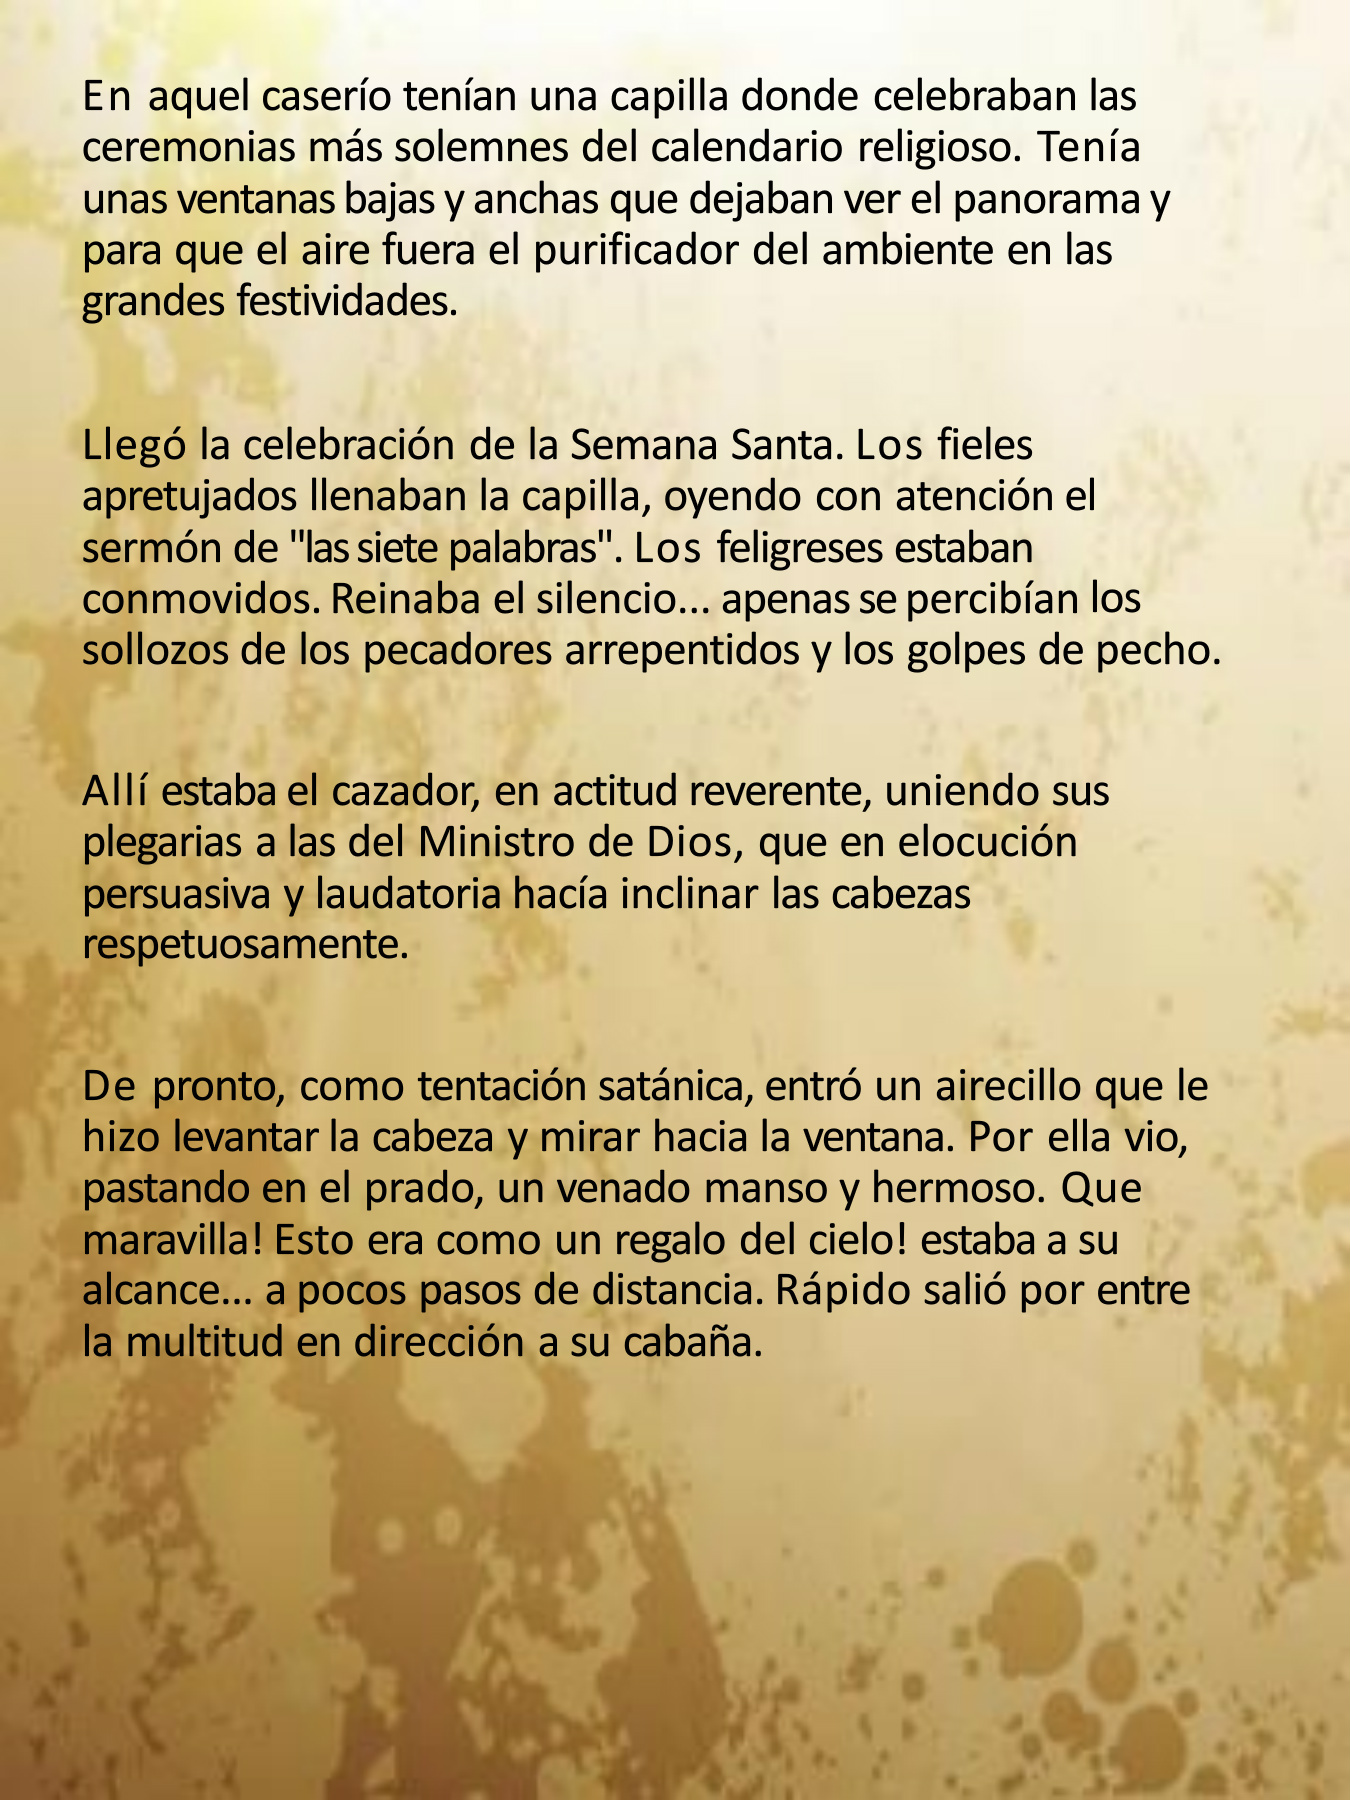 En aquel caserío tenían una capilla donde celebraban las
ceremonias más solemnes del calendario religioso. Tenía
unas ventanas bajas y anchas que dejaban ver el panorama y
para que el aire fuera el purificador del ambiente en las
grandes festividades.
Llegó la celebración de la Semana Santa. Los fieles
apretujados llenaban la capilla, oyendo con atención el
sermón de "las siete palabras". Los feligreses estaban
conmovidos. Reinaba el silencio... apenas se percibían los
sollozos de los pecadores arrepentidos y los golpes de pecho.
Allí estaba el cazador, en actitud reverente, uniendo sus
plegarias a las del Ministro de Dios, que en elocución
persuasiva y laudatoria hacía inclinar las cabezas
respetuosamente.
De pronto, como tentación satánica, entró un airecillo que le
hizo levantar la cabeza y mirar hacia la ventana. Por ella vio,
pastando en el prado, un venado manso y hermoso. Que
maravilla! Esto era como un regalo del cielo! estaba a su
alcance... a pocos pasos de distancia. Rápido salió por entre
la multitud en dirección a su cabaña.